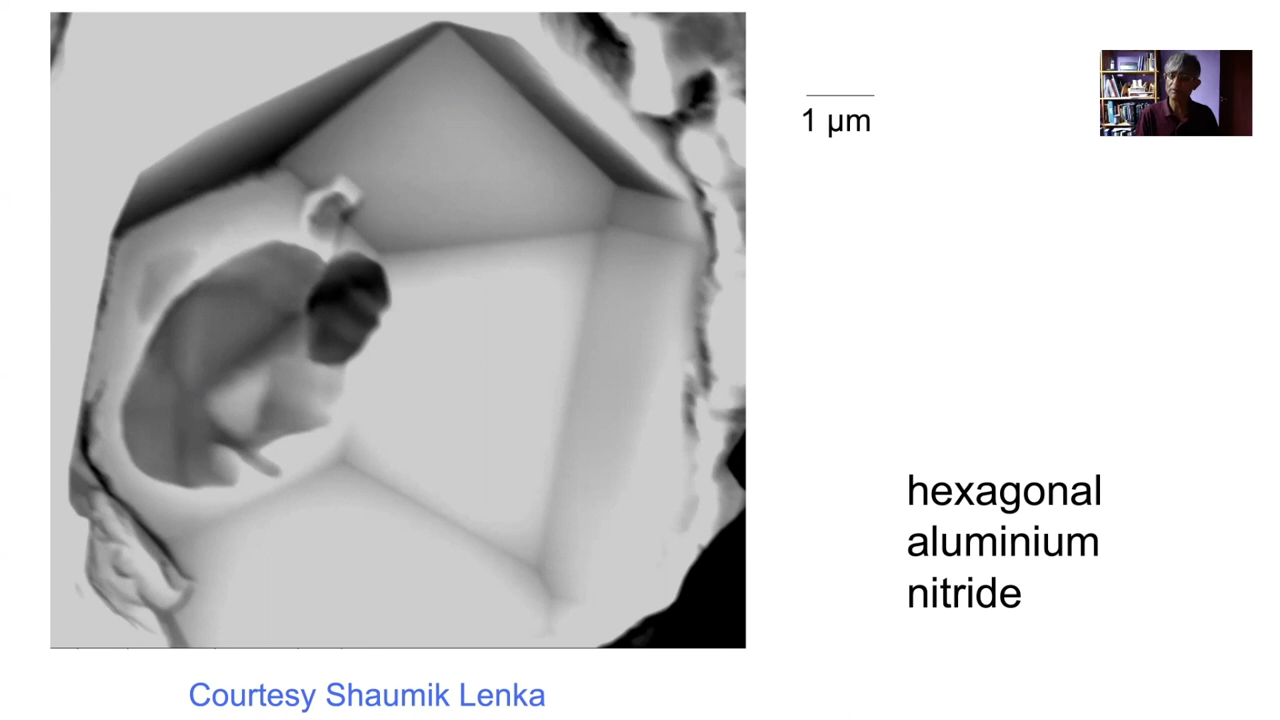 1 μm
hexagonal
aluminium
nitride
Courtesy Shaumik Lenka